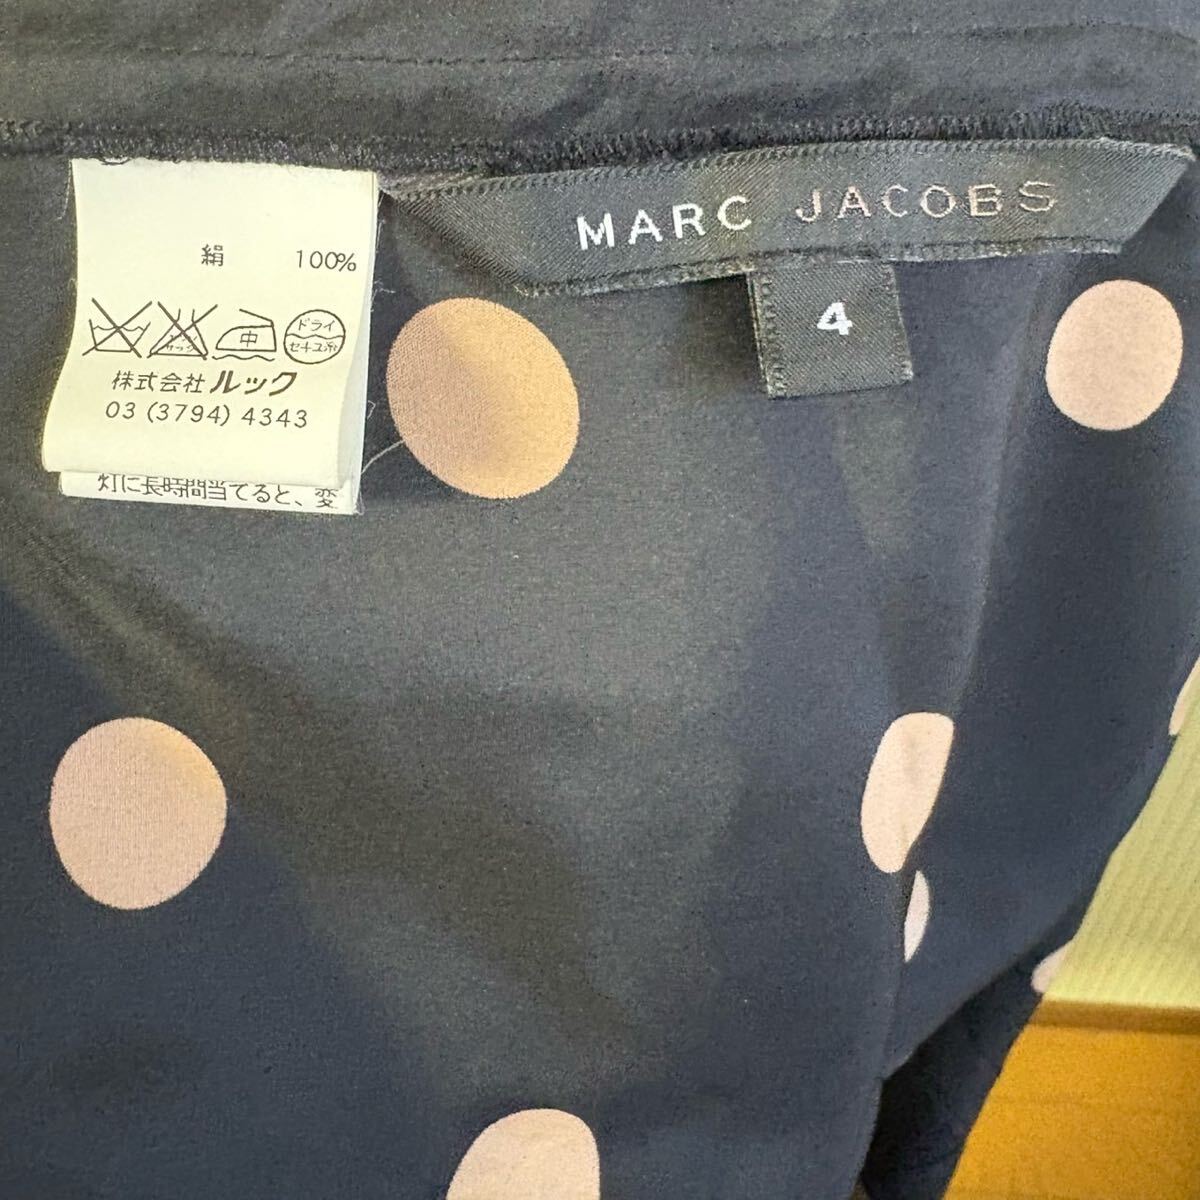 MARC JACOBS
4
絹 100%
中
ドライ
セキユ系
株式会社 ルック
03 (3794) 4343
灯に長時間当てると、変